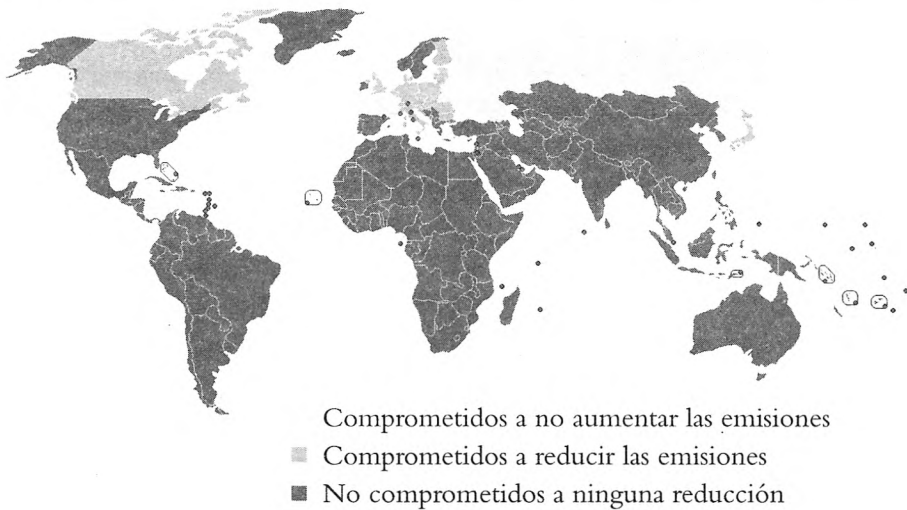 Comprometidos a no aumentar las emisiones
Comprometidos a reducir las emisiones
No comprometidos a ninguna reducción